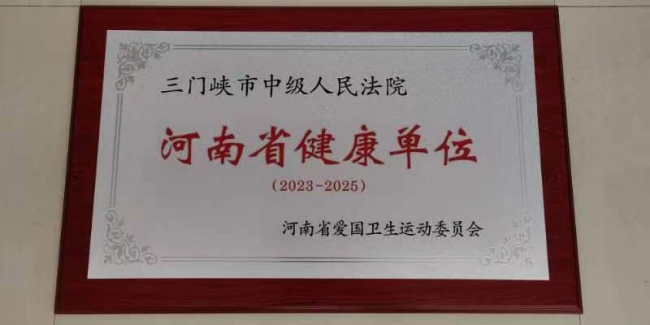 三门峡市中级人民法院
河南省健康单位
(2023-2025)
河南省爱国卫生运动委员会